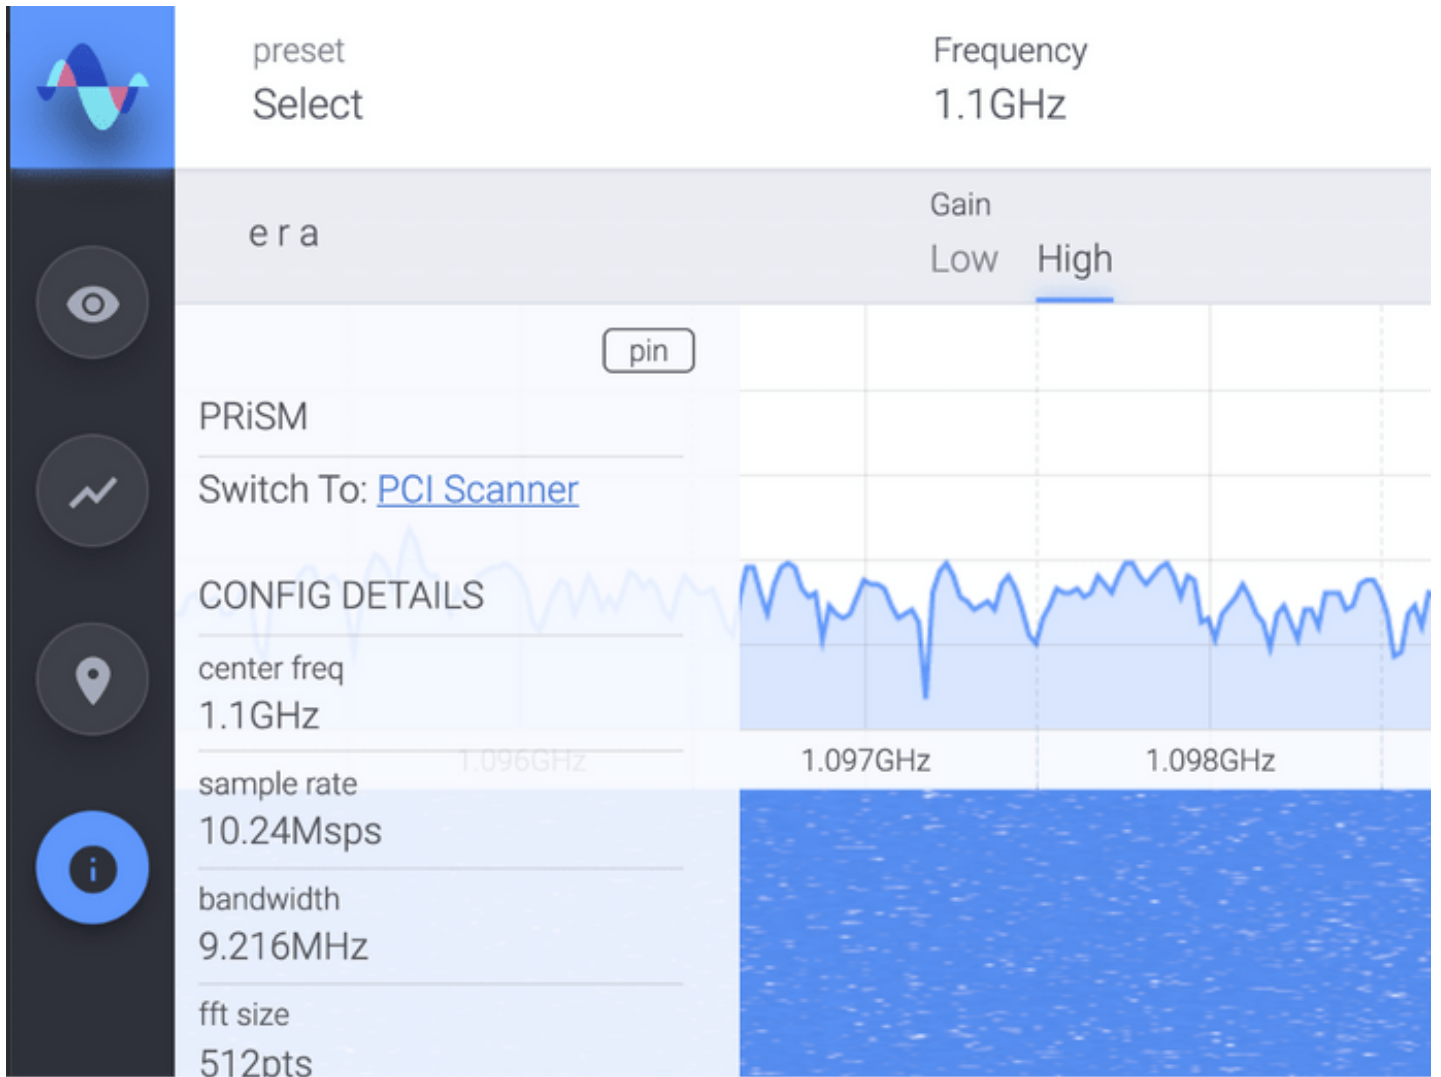 preset
Select
Frequency
1.1GHz
era
Gain
Low High
pin
PRiSM
Switch To: PCI Scanner
CONFIG DETAILS
center freq
1.1GHz
1.096GHz
1.097GHz
1.098GHz
sample rate
10.24Msps
bandwidth
9.216MHz
fft size
512pts